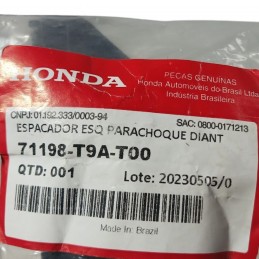 HONDA
PEÇAS GENUÍNAS
Honda Automóveis do Brasil Ltda
Indústria Brasileira
CNPJ: 01.192.333/0003-94
SAC: 0800-0171213
ESPACADOR ESQ PARACHOQUE DIANT
71198-T9A-T00
QTD: 001
Lote: 20230505/0
Made In: Brazil